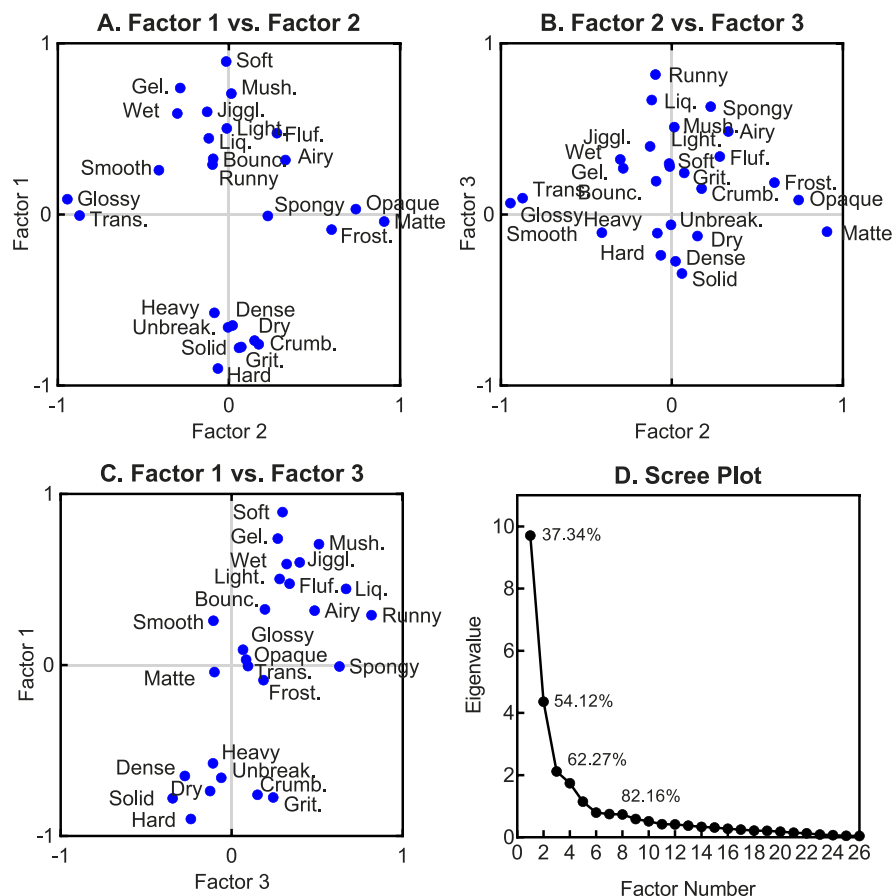 A. Factor 1 vs. Factor 2
1
Soft
Gel.
Mush.
Wet
Jiggl.
Light.
Fluf.
Liq.
Bounc.
Airy
Smooth
Runny
Glossy
Spongy
Opaque
0
Trans.
Matte
Frost.
Heavy
Dense
Unbreak.
Dry
Solid
Crumb.
Grit.
Hard
-1
-1
0
1
Factor 1
Factor 2
B. Factor 2 vs. Factor 3
1
Runny
Liq.
Spongy
Mush.
Airy
Jiggl.
Light.
Wet
Soft
Fluf.
Gel.
Grit.
Frost.
Bounc.
Crumb.
Trans.
Opaque
0
Glossy
Heavy
Unbreak.
Smooth
Dry
Matte
Hard
Dense
Solid
-1
-1
0
1
Factor 3
Factor 2
C. Factor 1 vs. Factor 3
1
Soft
Gel.
Mush.
Wet
Jiggl.
Light.
Fluf.
Liq.
Bounc.
Airy
Runny
Smooth
Glossy
Opaque
0
Trans.
Spongy
Matte
Frost.
Heavy
Dense
Unbreak.
Dry
Crumb.
Solid
Grit.
Hard
-1
-1
0
1
Factor 1
Factor 3
D. Scree Plot
10
37.34%
8
6
54.12%
4
62.27%
2
82.16%
0
0 2 4 6 8 10 12 14 16 18 20 22 24 26
Eigenvalue
Factor Number